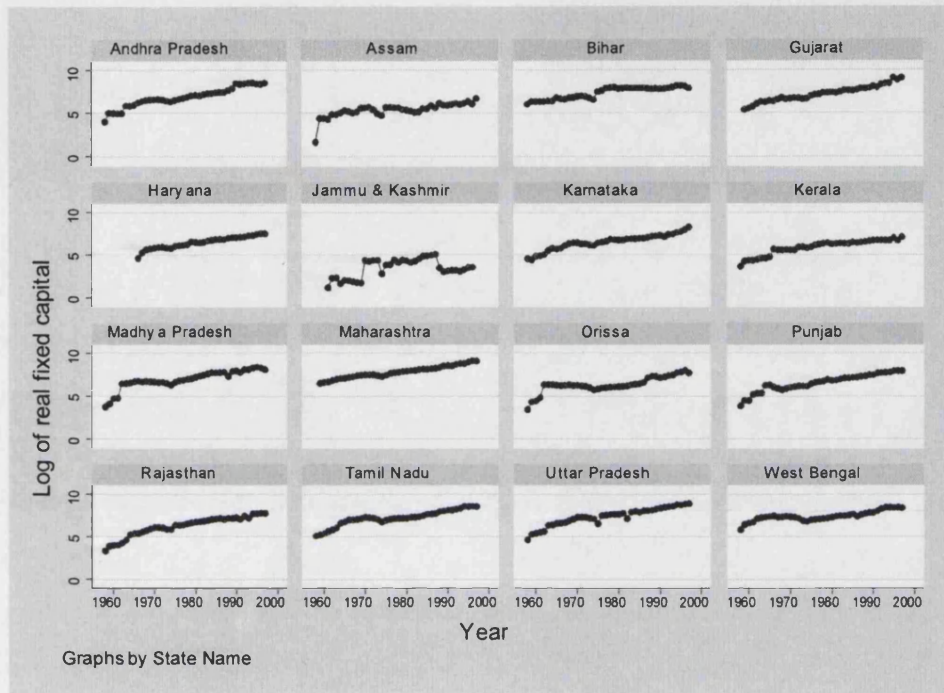 Andhra Pradesh Assam Bihar Gujarat
10
5
0
Haryana Jammu & Kashmir Karnataka Kerala
10
5
0
Madhya Pradesh Maharashtra Orissa Punjab
10
5
0
Rajasthan Tamil Nadu Uttar Pradesh West Bengal
10
5
0
Log of real fixed capital
1960 1970 1980 1990 2000 1960 1970 1980 1990 2000 1960 1970 1980 1990 2000 1960 1970 1980 1990 2000
Year
Graphs by State Name